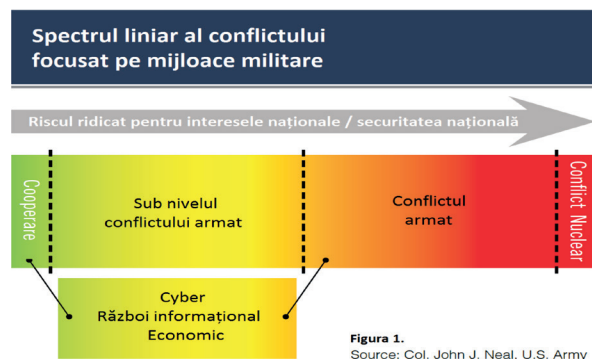 Spectrul liniar al conflictului
focusat pe mijloace militare
Riscul ridicat pentru interesele naționale / securitatea națională
Cooperare
Sub nivelul
conflictului armat
Conflictul
armat
Conflict Nuclear
Cyber
Război informațional
Economic
Figura 1.
Source: Col. John J. Neal, U.S. Army